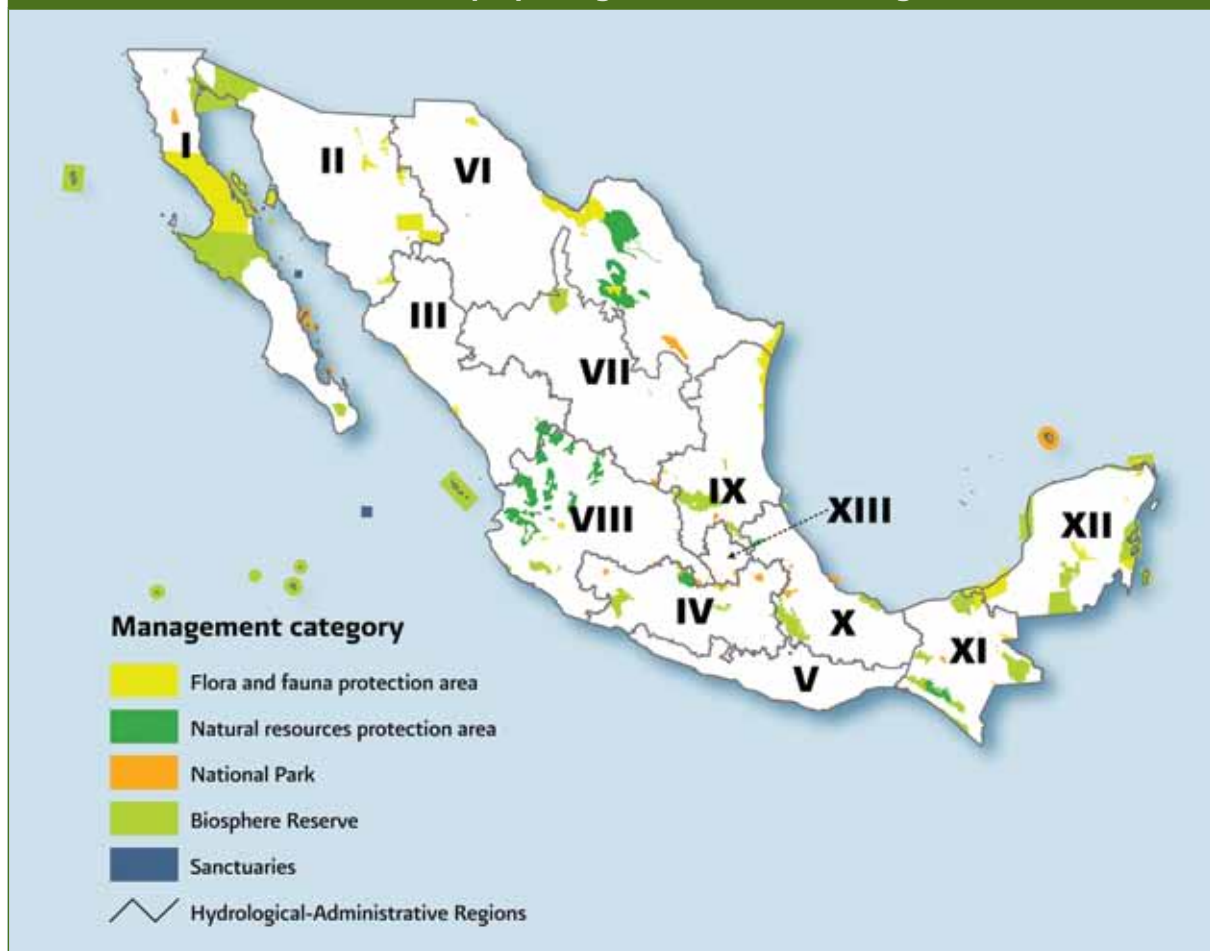 I
II
VI
III
VII
IX
XIII
VIII
XII
IV
X
XI
V
Management category
Flora and fauna protection area
Natural resources protection area
National Park
Biosphere Reserve
Sanctuaries
Hydrological-Administrative Regions